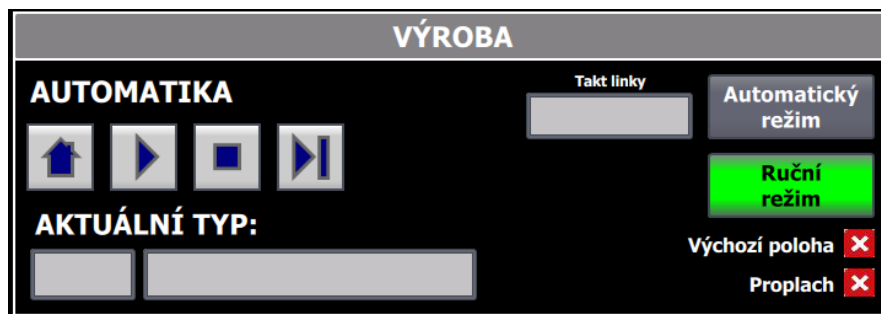 VÝROBA
AUTOMATIKA
Takt linky
Automatický
režim
Ruční
režim
AKTUÁLNÍ TYP:
Výchozí poloha
Proplach